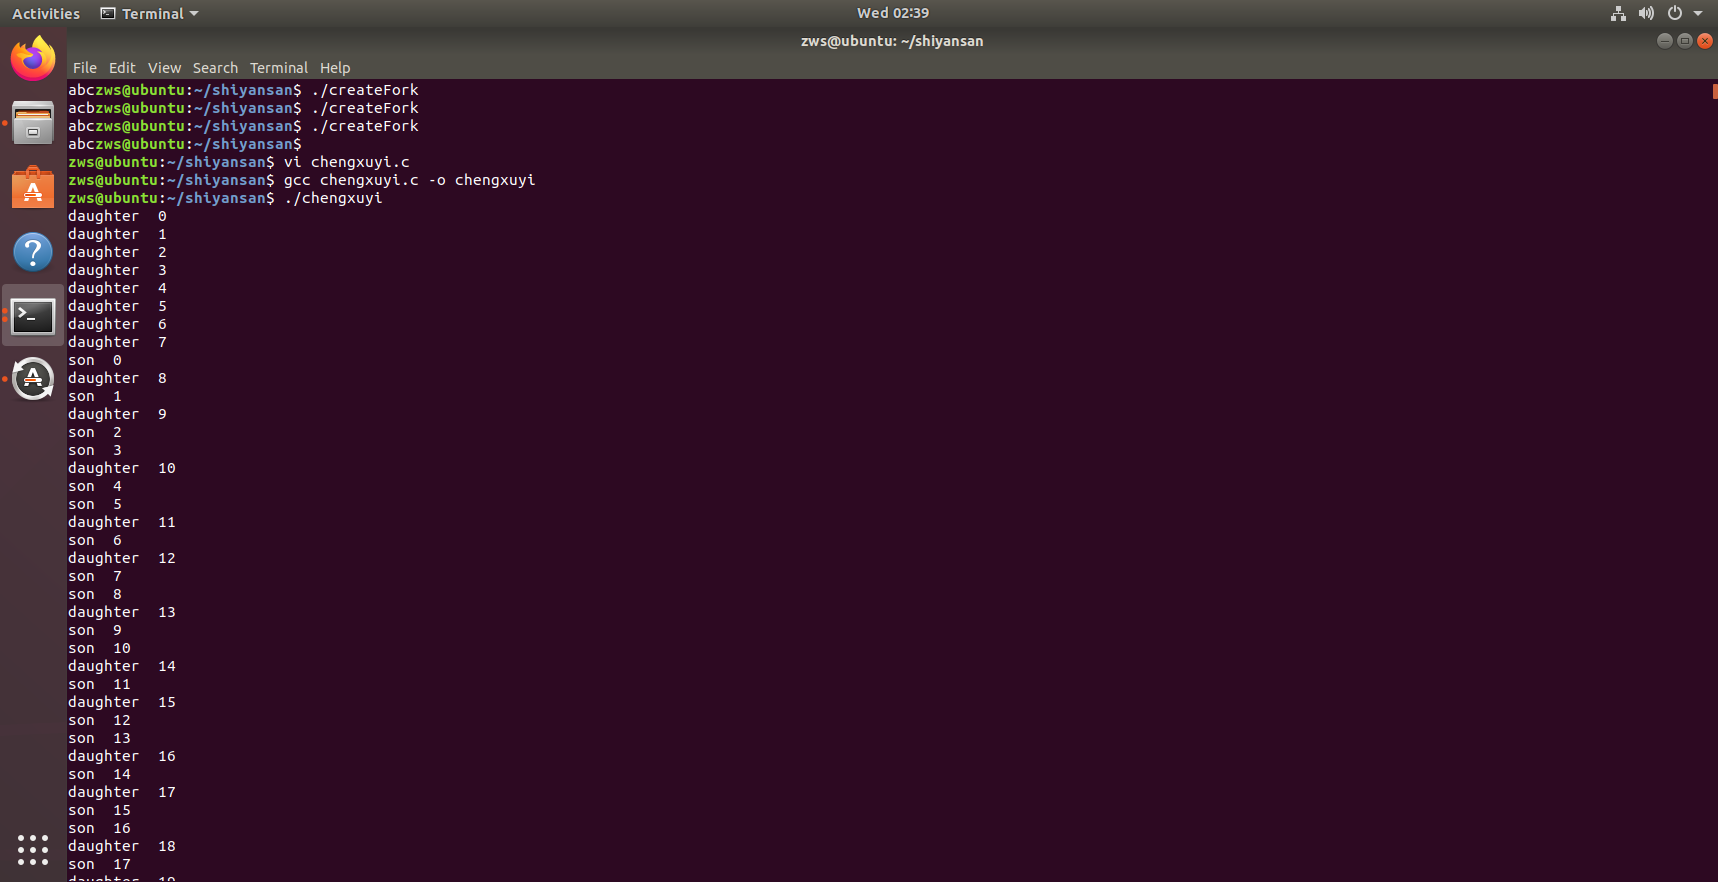 Activities Terminal Wed 02:39
zws@ubuntu: ~/shiyansan
File Edit View Search Terminal Help
abczws@ubuntu:~/shiyansan$ ./createFork
acbzws@ubuntu:~/shiyansan$ ./createFork
abczws@ubuntu:~/shiyansan$ ./createFork
abczws@ubuntu:~/shiyansan$
zws@ubuntu:~/shiyansan$ vi chengxuyi.c
zws@ubuntu:~/shiyansan$ gcc chengxuyi.c -o chengxuyi
zws@ubuntu:~/shiyansan$ ./chengxuyi
daughter  0
daughter  1
daughter  2
daughter  3
daughter  4
daughter  5
daughter  6
daughter  7
son  0
daughter  8
son  1
daughter  9
son  2
son  3
daughter  10
son  4
son  5
daughter  11
son  6
daughter  12
son  7
son  8
daughter  13
son  9
son  10
daughter  14
son  11
daughter  15
son  12
son  13
daughter  16
son  14
daughter  17
son  15
son  16
daughter  18
son  17
daughter  19